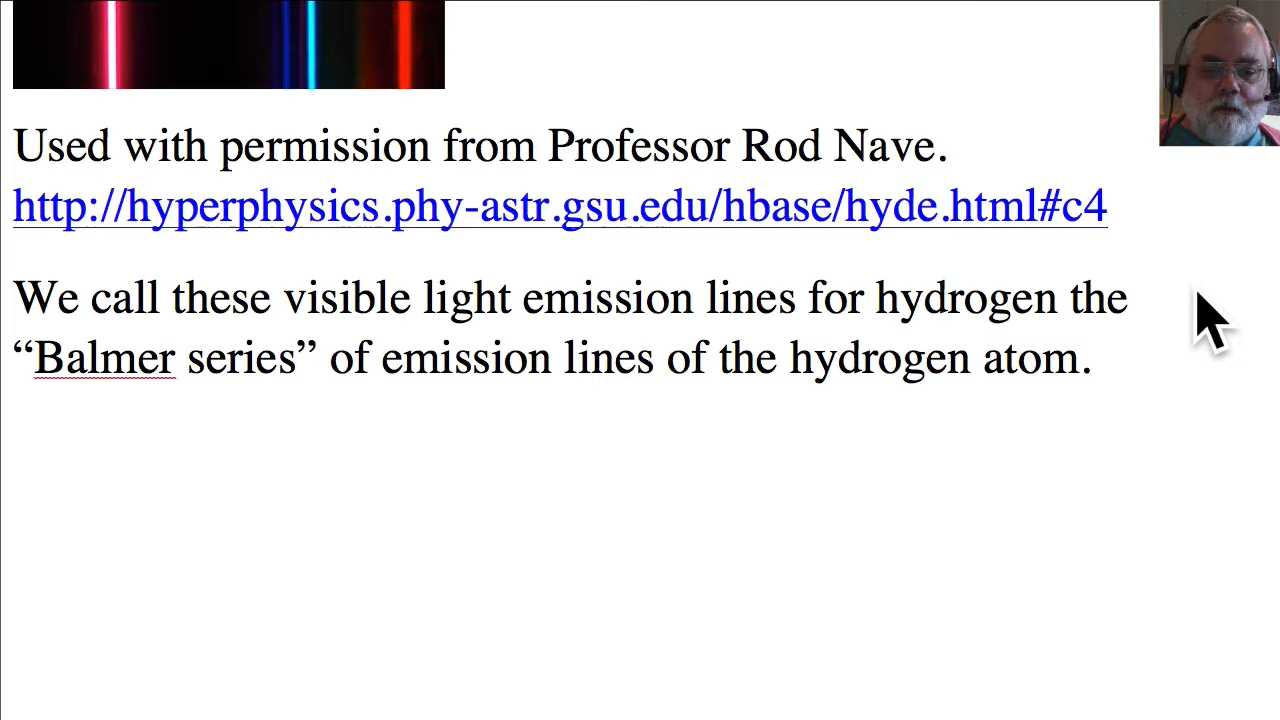 Used with permission from Professor Rod Nave.
http://hyperphysics.phy-astr.gsu.edu/hbase/hyde.html#c4
We call these visible light emission lines for hydrogen the
“Balmer series” of emission lines of the hydrogen atom.